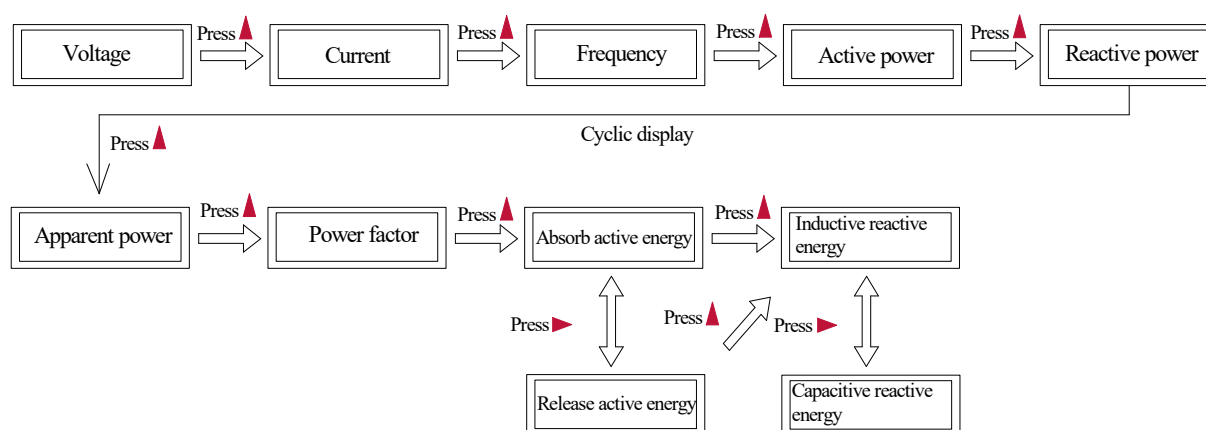 Press
Press
Press
Press
Voltage
Current
Frequency
Active power
Reactive power
Cyclic display
Press
Press
Press
Press
Apparent power
Power factor
Absorb active energy
Inductive reactive
energy
Press
Press
Press
Release active energy
Capacitive reactive
energy